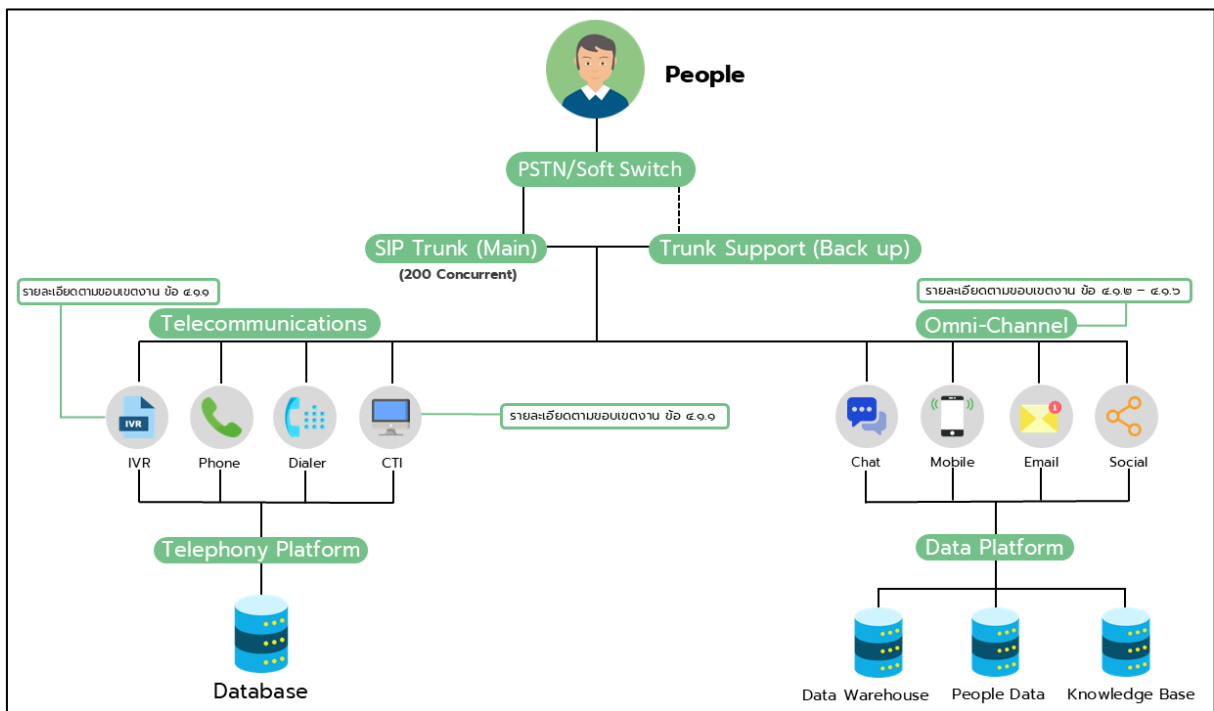 People
PSTN/Soft Switch
SIP Trunk (Main)
Trunk Support (Back up)
(200 Concurrent)
รายละเอียดตามขอบเขตงาน ข้อ ๔.๑.๑
รายละเอียดตามขอบเขตงาน ข้อ ๔.๑.๒ – ๔.๑.๖
Telecommunications
Omni-Channel
IVR
รายละเอียดตามขอบเขตงาน ข้อ ๔.๑.๑
1
IVR
Phone
Dialer
CTI
Chat
Mobile
Email
Social
Telephony Platform
Data Platform
Database
Data Warehouse
People Data
Knowledge Base